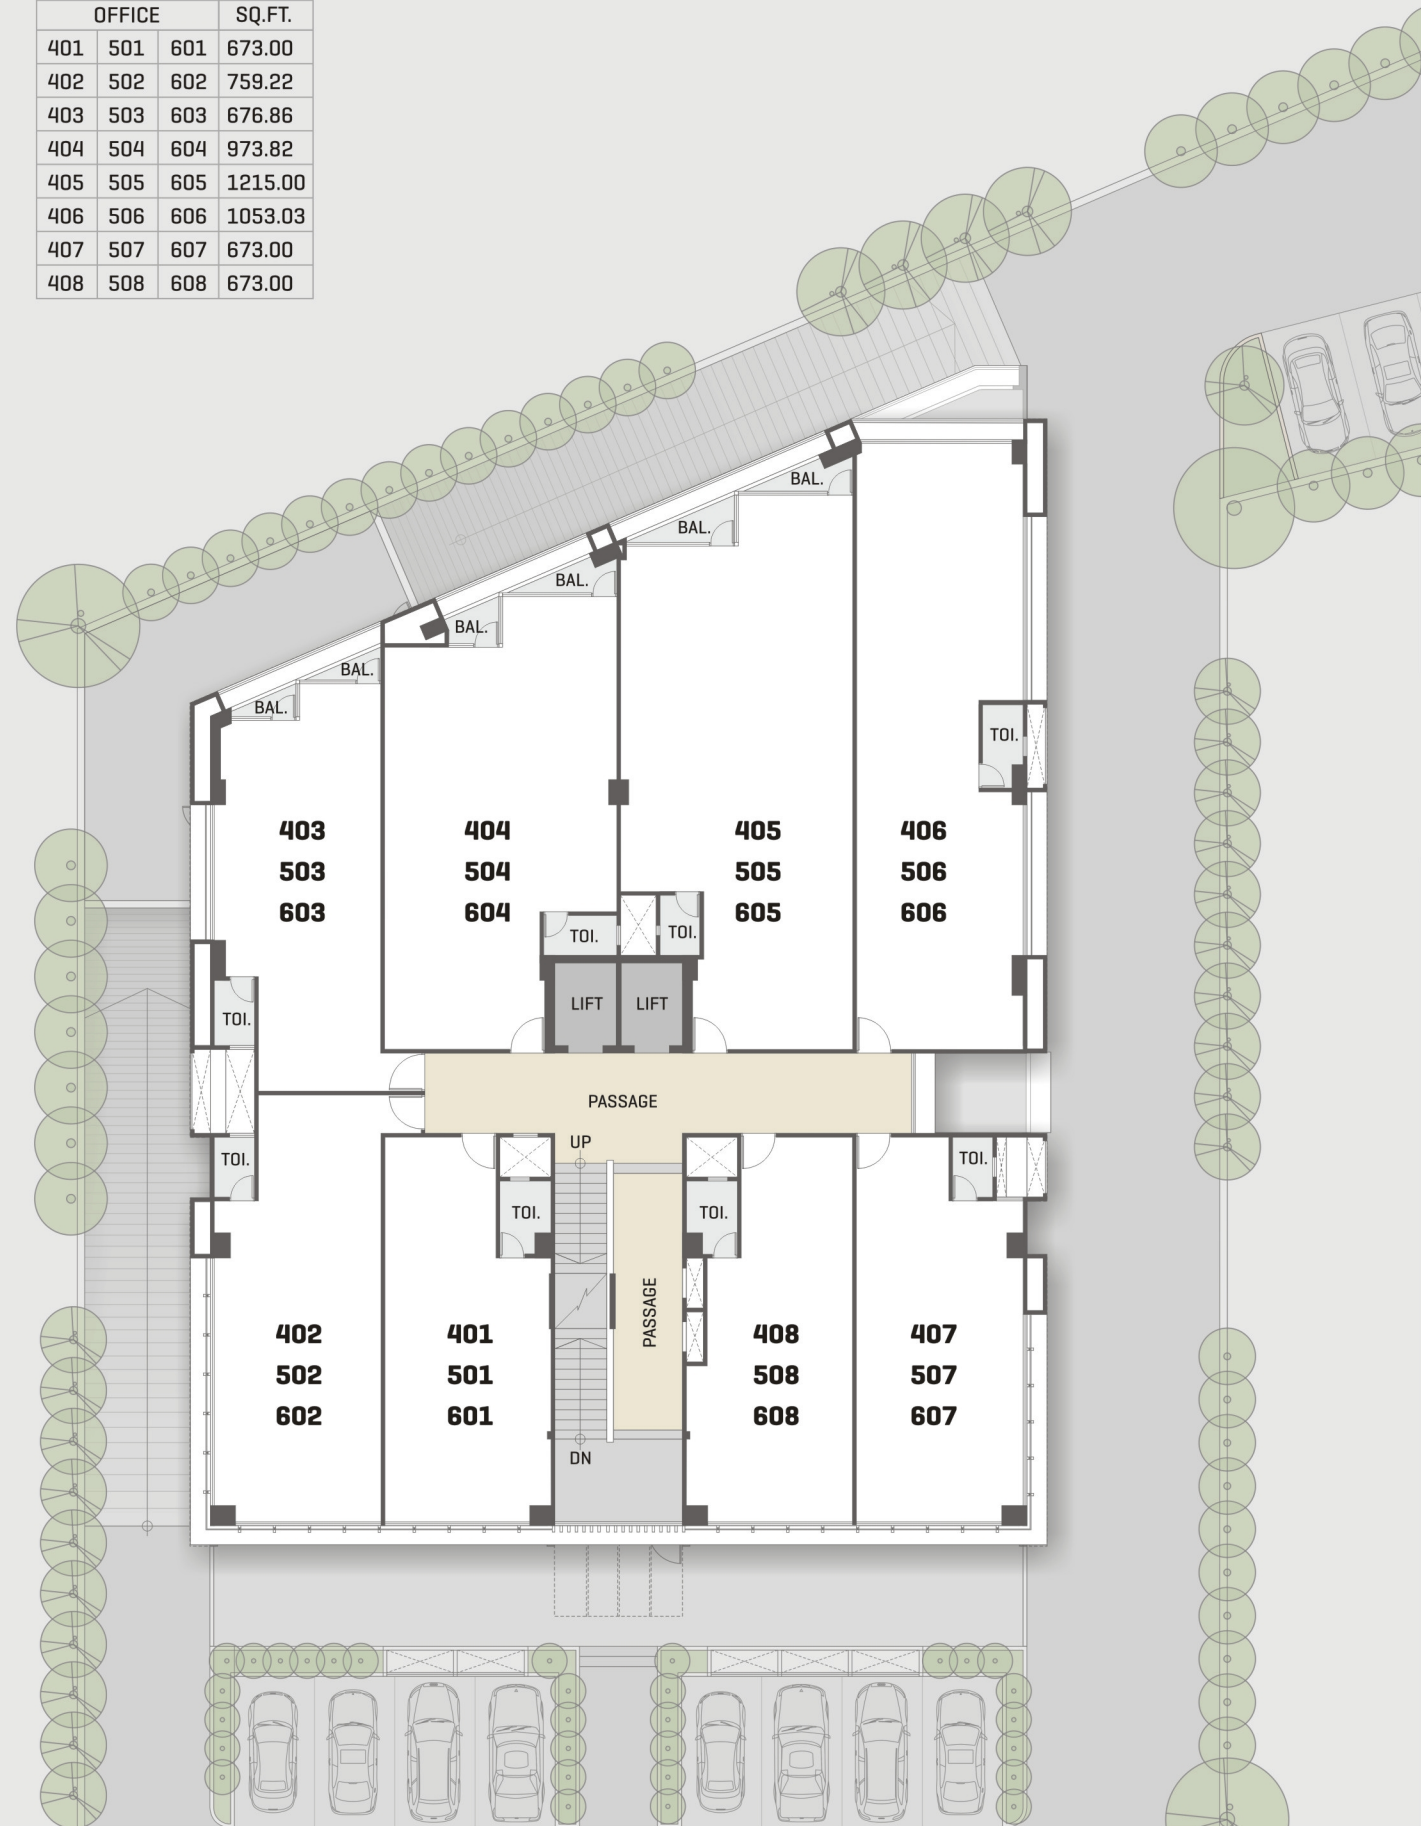 OFFICE SQ.FT.
401 501 601 673.00
402 502 602 759.22
403 503 603 676.86
404 504 604 973.82
405 505 605 1215.00
406 506 606 1053.03
407 507 607 673.00
408 508 608 673.00
BAL.
BAL.
BAL.
BAL.
BAL.
BAL.
TOI.
403 404 405 406
503 504 505 506
603 604 605 606
TOI. TOI.
LIFT LIFT
TOI.
PASSAGE
UP
TOI. TOI.
TOI. TOI.
PASSAGE
402 401 408 407
502 501 508 507
602 601 608 607
DN